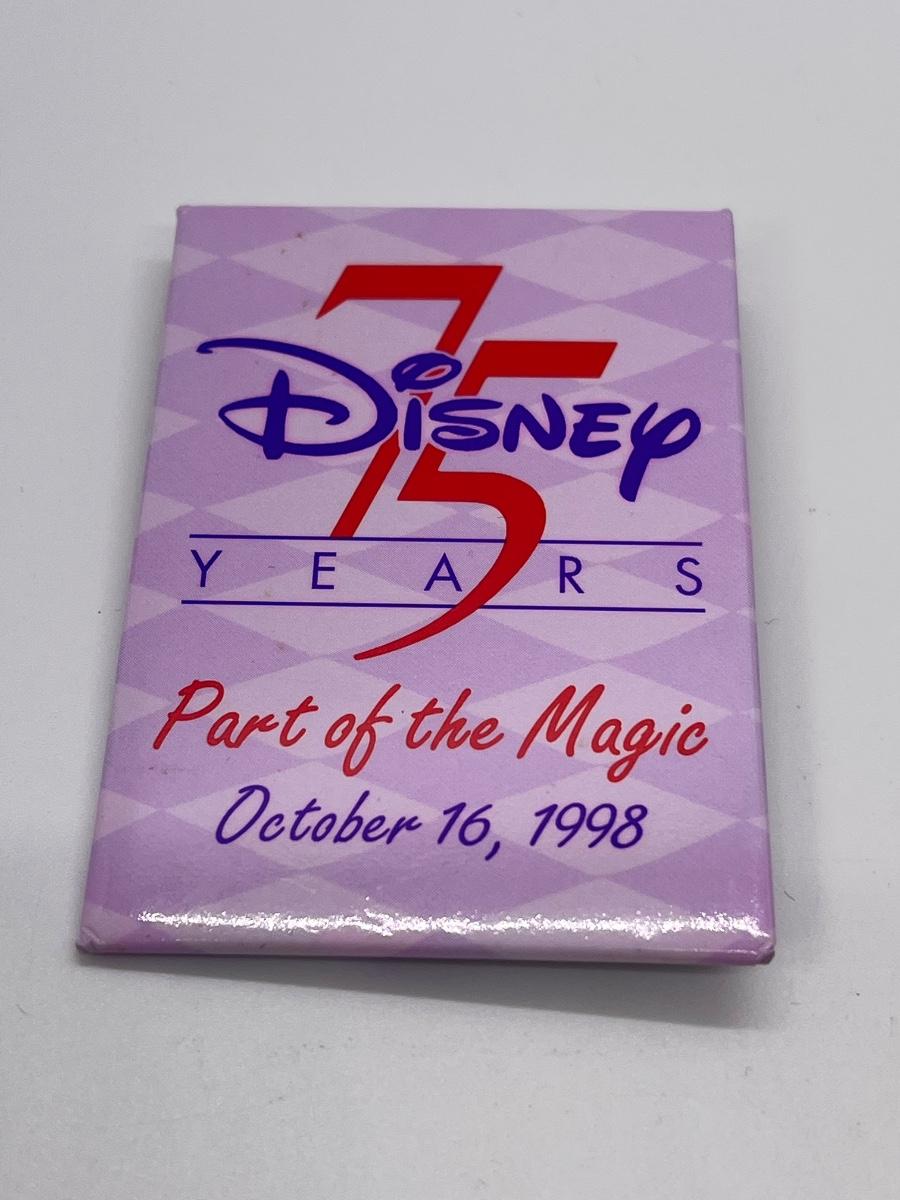 75
Disney
YEARS
Part of the Magic
October 16, 1998